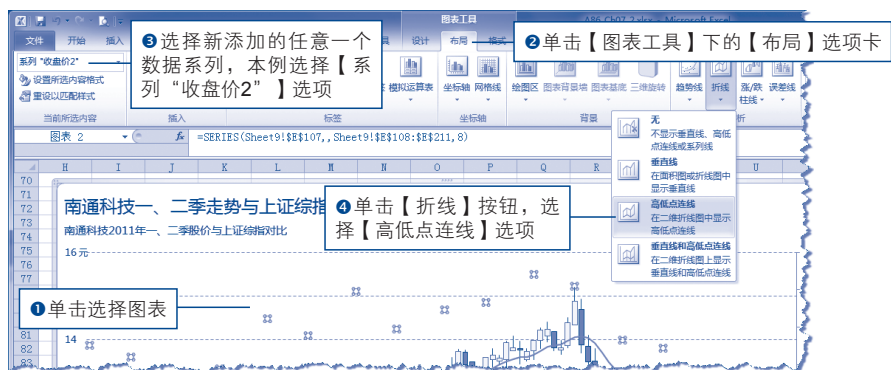 图表工具
A86-Ch07-2.xlsx - Microsoft Excel
文件 开始 插入 设计 布局 格式
❸选择新添加的任意一个数据系列，本例选择【系列“收盘价2”】选项
❷单击【图表工具】下的【布局】选项卡
系列 "收盘价2"
设置所选内容格式
重设以匹配样式
模拟运算表 坐标轴 网格线 绘图区 图表背景墙 图表基底 三维旋转 趋势线 折线 涨/跌柱线 误差线
当前所选内容 插入 标签 坐标轴 背景 析
图表 2 fx =SERIES(Sheet9!$E$107,,Sheet9!$E$108:$E$211,8)
H I J K L M N O P Q R U
无
不显示垂直线、高低点连线或系列线
垂直线
在面积图或折线图中显示垂直线
高低点连线
在二维折线图中显示高低点连线
垂直线和高低点连线
在二维折线图上显示垂直线和高低点连线
70
71
72
73
74
75
76
77
81
82
83
南通科技一、二季走势与上证综指
南通科技2011年一、二季股价与上证综指对比
❹单击【折线】按钮，选择【高低点连线】选项
16元
❶单击选择图表
14